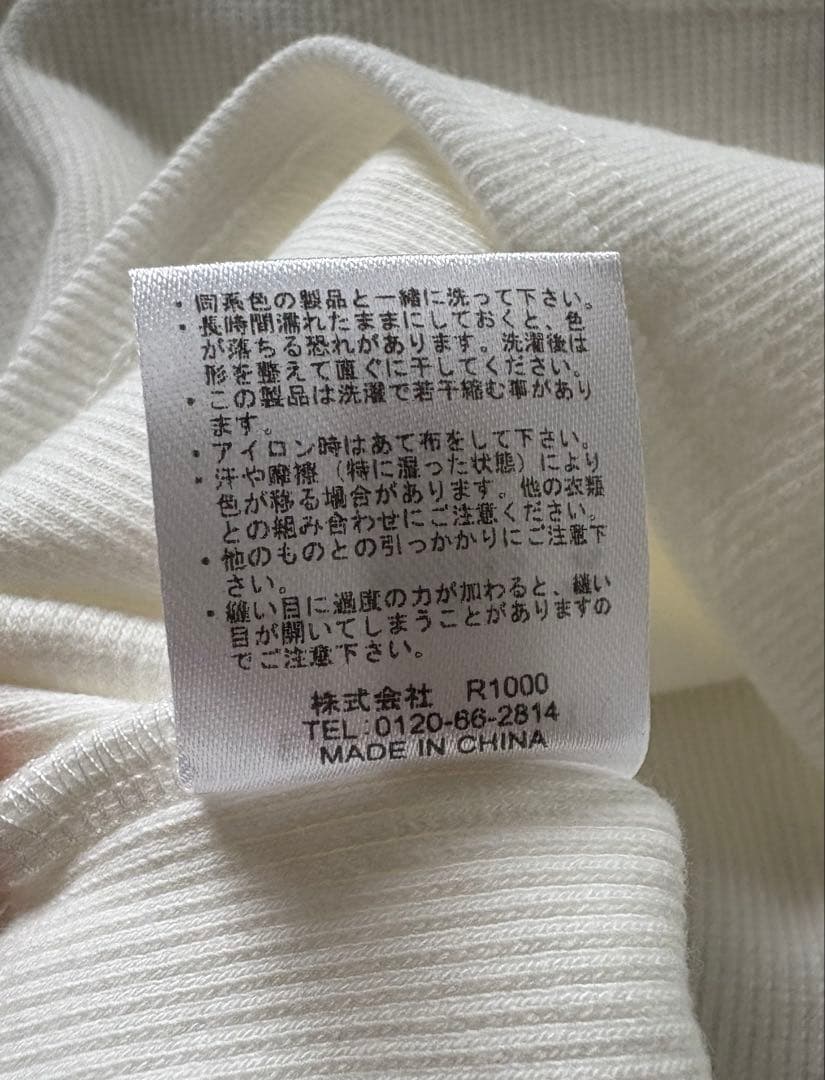 ・同系色の製品と一緒に洗って下さい。
・長時間濡れたままにしておくと、色
が落ちる恐れがあります。洗濯後は
形を整えて直ぐに干してください。
・この製品は洗濯で若干縮む事があり
ます。
・アイロン時はあて布をして下さい。
・汗や摩擦（特に湿った状態）により
色が移る場合があります。他の衣類
との組み合わせにご注意ください。
・他のものとの引っかかりにご注意下
さい。
・縫い目に過度の力が加わると、縫い
目が開いてしまうことがありますの
でご注意下さい。
株式会社 R1000
TEL:0120-66-2814
MADE IN CHINA